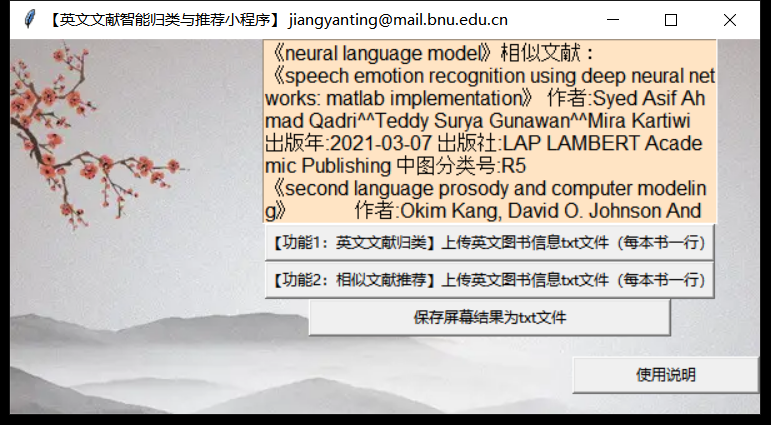 【英文文献智能归类与推荐小程序】 jiangyanting@mail.bnu.edu.cn
《neural language model》相似文献：
《speech emotion recognition using deep neural net
works: matlab implementation》 作者:Syed Asif Ah
mad Qadri^^Teddy Surya Gunawan^^Mira Kartiwi
出版年:2021-03-07 出版社:LAP LAMBERT Acade
mic Publishing 中图分类号:R5
《second language prosody and computer modelin
g》 作者:Okim Kang, David O. Johnson And
【功能1：英文文献归类】上传英文图书信息txt文件（每本书一行）
【功能2：相似文献推荐】上传英文图书信息txt文件（每本书一行）
保存屏幕结果为txt文件
使用说明